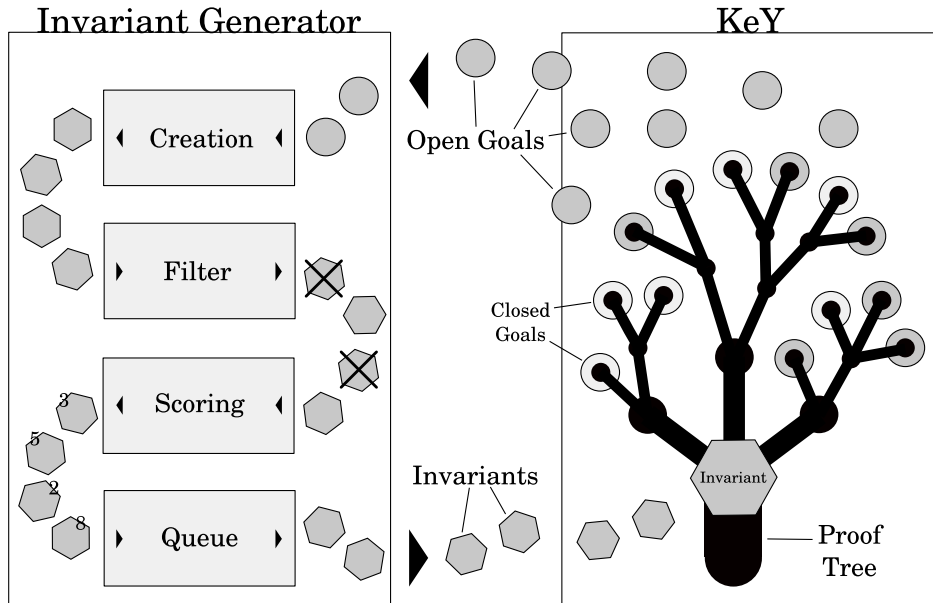 Invariant Generator
KeY
Creation
Open Goals
Filter
Closed
Goals
Scoring
3
5
2
8
Invariants
Invariant
Queue
Proof
Tree